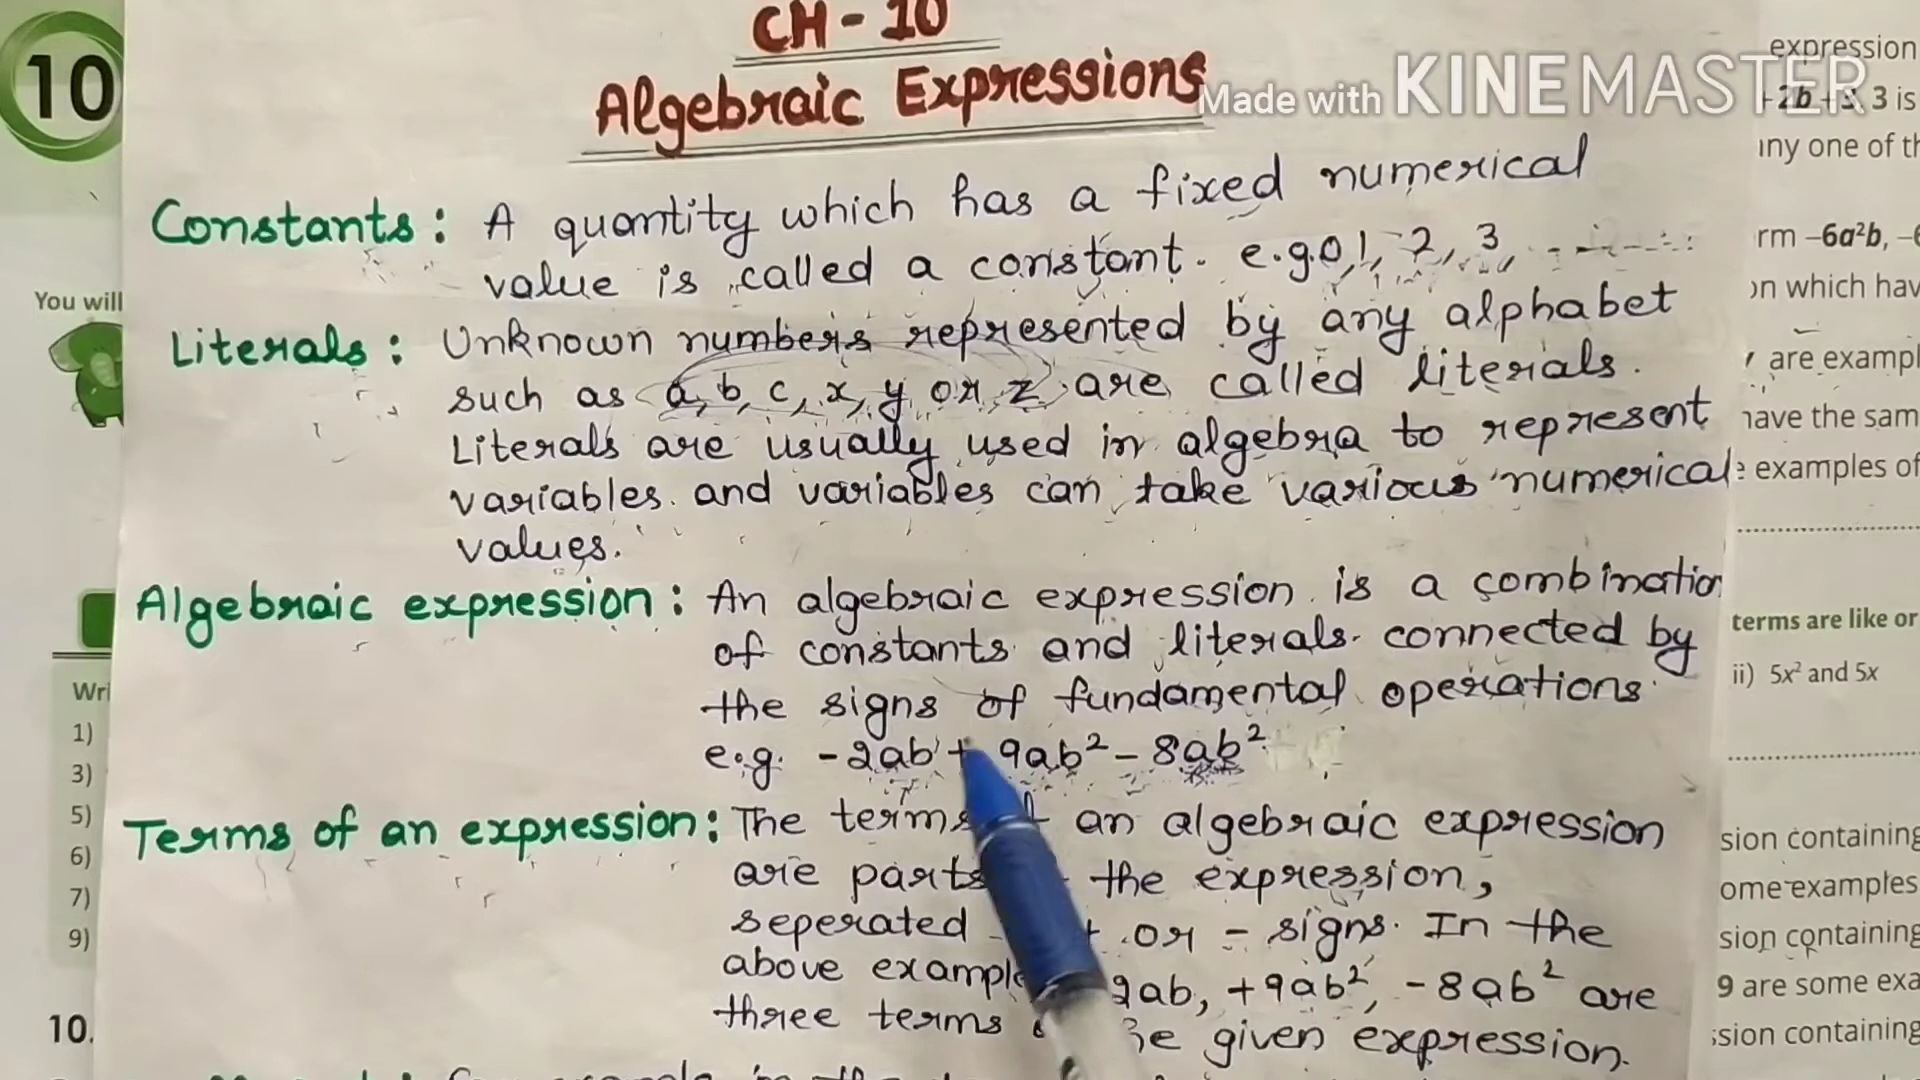 10
CH - 10
Algebraic Expressions
Made with KINEMASTER
Constants: A quantity which has a fixed numerical
value is called a constant. e.g. 0, 1, 2, 3, ------
Literals: Unknown numbers represented by any alphabet
such as a, b, c, x, y or z are called literals.
Literals are usually used in algebra to represent
variables and variables can take various numerical
values.
Algebraic expression: An algebraic expression is a combinatio
of constants and literals connected by
the signs of fundamental operations
e.g. -2ab + 9ab² - 8ab²
Terms of an expression: The terms an algebraic expression
are parts the expression,
seperated or - signs. In the
above example 2ab, +9ab², -8ab² are
three terms given expression.
You will
Wri
1)
3)
5)
6)
7)
9)
10.
expression
+2b + 3, 3 is
any one of th
rm -6a²b, -6
on which hav
y are exampl
have the sam
e examples of
terms are like or
ii) 5x² and 5x
sion containing
ome examples
sion containing
9 are some exa
ssion containing